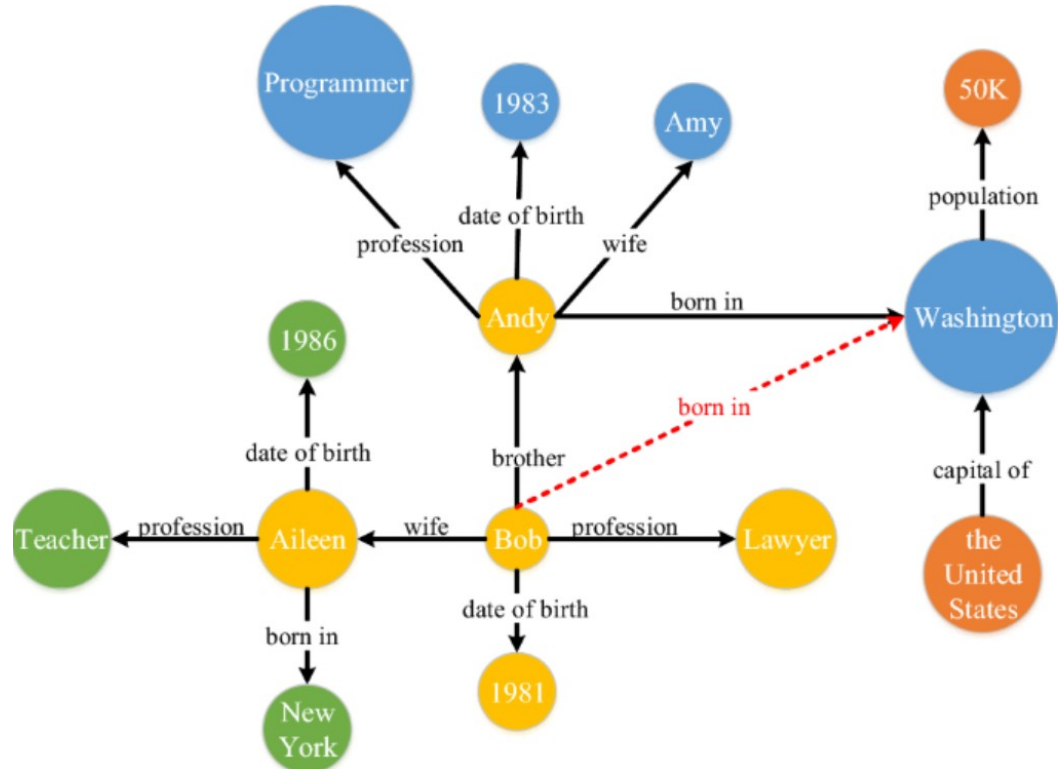 Programmer
1983
Amy
50K
date of birth
population
profession
wife
Andy
born in
Washington
1986
born in
date of birth
brother
capital of
Teacher
profession
Aileen
wife
Bob
profession
Lawyer
the
United
States
date of birth
born in
1981
New
York